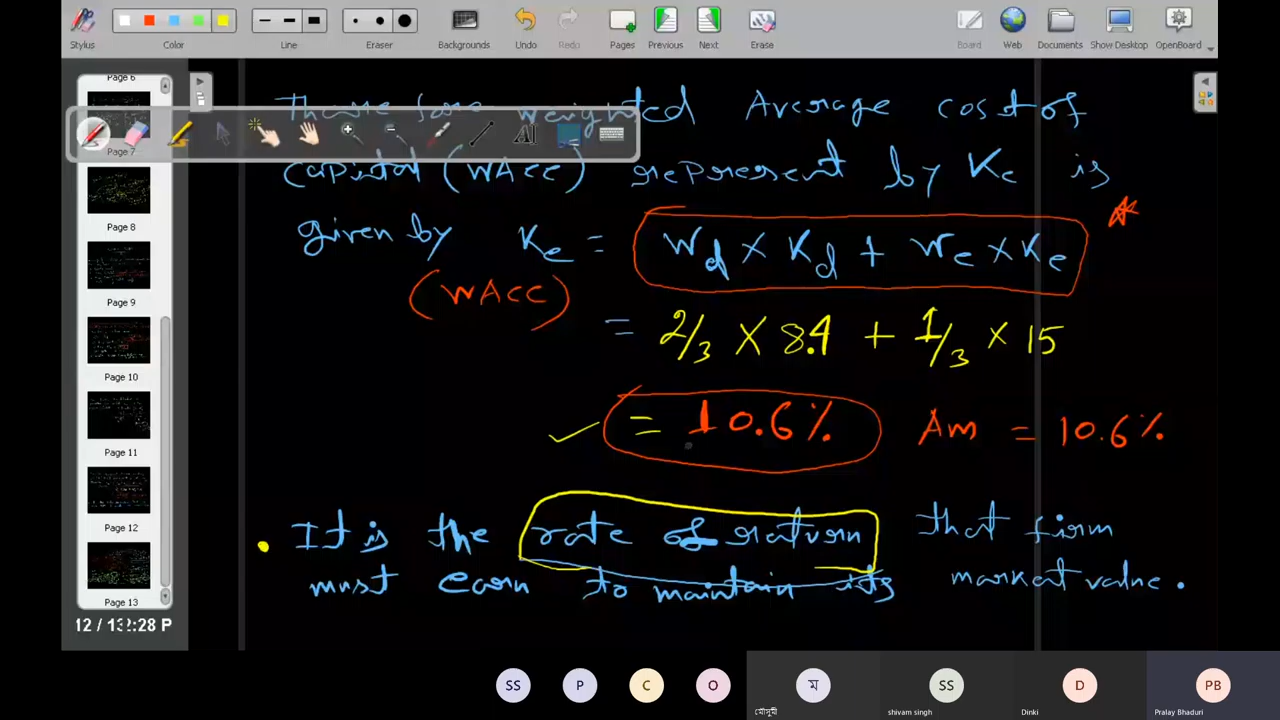 Stylus
Color
Line
Eraser
Backgrounds
Undo
Redo
Pages
Previous
Next
Erase
Board
Web
Documents
Show Desktop
OpenBoard
Page 6
Page 7
Page 8
Page 9
Page 10
Page 11
Page 12
Page 13
weighted Average cost of
capital (WACC) represent by Kc is
given by Kc = Wd × Kd + We × Ke
(WACC)
= 2/3 × 8.4 + 1/3 × 15
= 10.6% Am = 10.6%
• It is the rate of return that firm
must earn to maintain its market value.
SS
P
C
O
ম
SS
D
PB
মৌসুমী
shivam singh
Dinki
Pralay Bhaduri